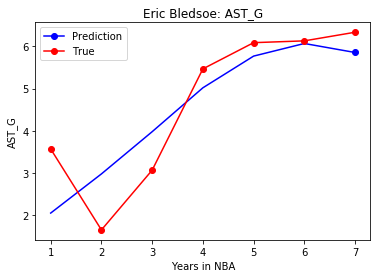 Eric Bledsoe: AST_G
Prediction
True
6
5
4
3
2
AST_G
1 2 3 4 5 6 7
Years in NBA